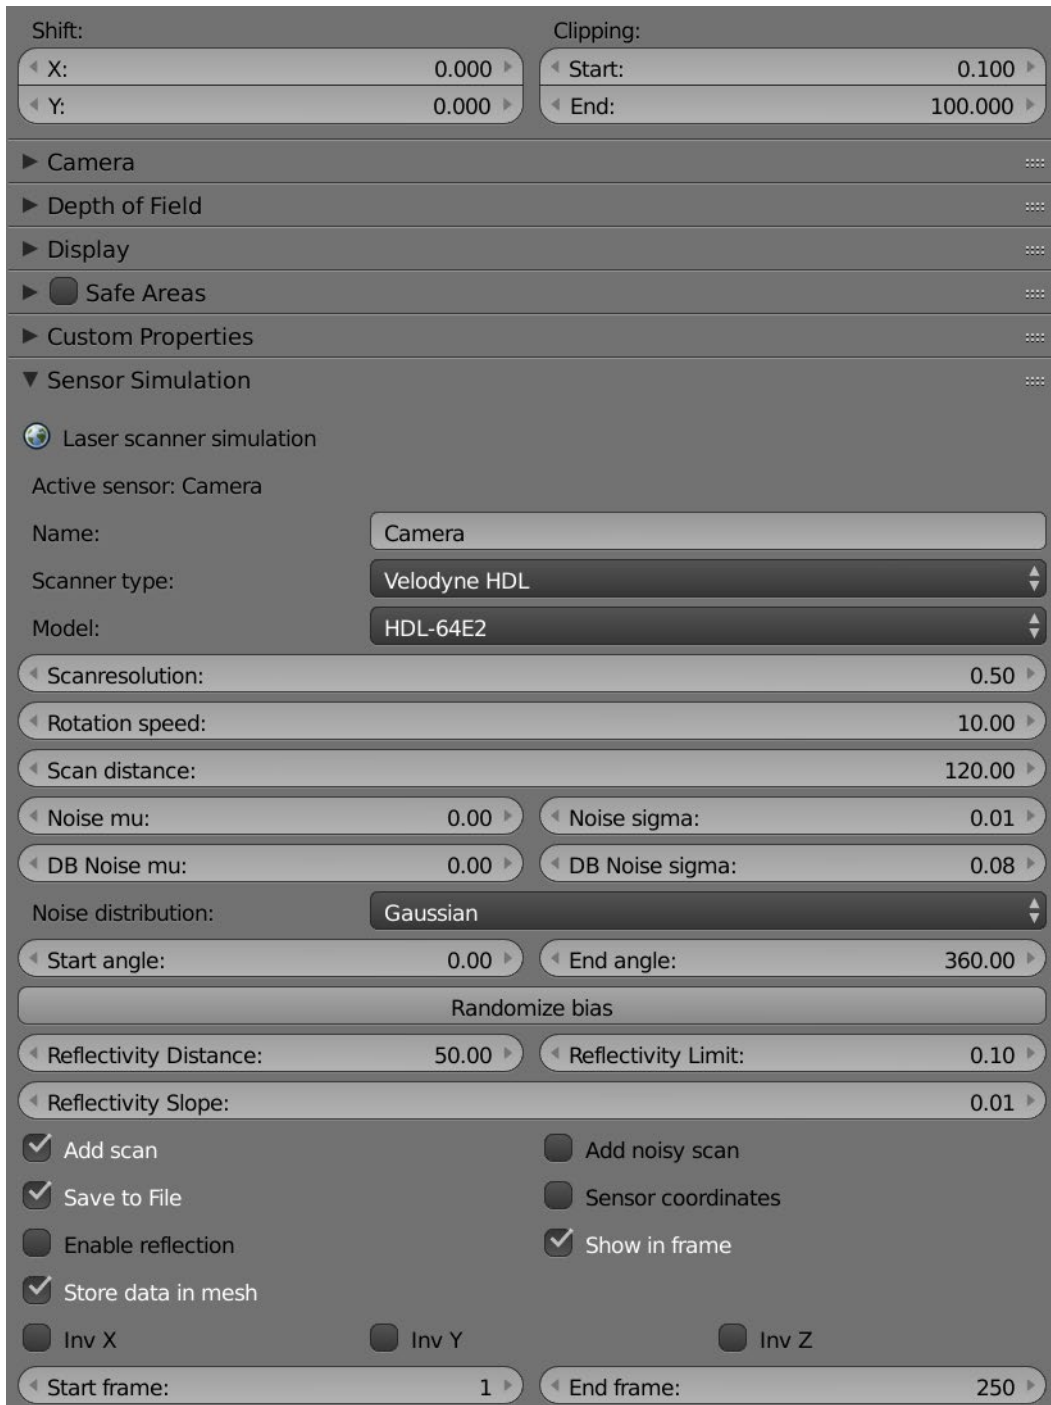 Shift: Clipping:
X: 0.000 Start: 0.100
Y: 0.000 End: 100.000
Camera
Depth of Field
Display
Safe Areas
Custom Properties
Sensor Simulation
Laser scanner simulation
Active sensor: Camera
Name: Camera
Scanner type: Velodyne HDL
Model: HDL-64E2
Scanresolution: 0.50
Rotation speed: 10.00
Scan distance: 120.00
Noise mu: 0.00 Noise sigma: 0.01
DB Noise mu: 0.00 DB Noise sigma: 0.08
Noise distribution: Gaussian
Start angle: 0.00 End angle: 360.00
Randomize bias
Reflectivity Distance: 50.00 Reflectivity Limit: 0.10
Reflectivity Slope: 0.01
Add scan Add noisy scan
Save to File Sensor coordinates
Enable reflection Show in frame
Store data in mesh
Inv X Inv Y Inv Z
Start frame: 1 End frame: 250